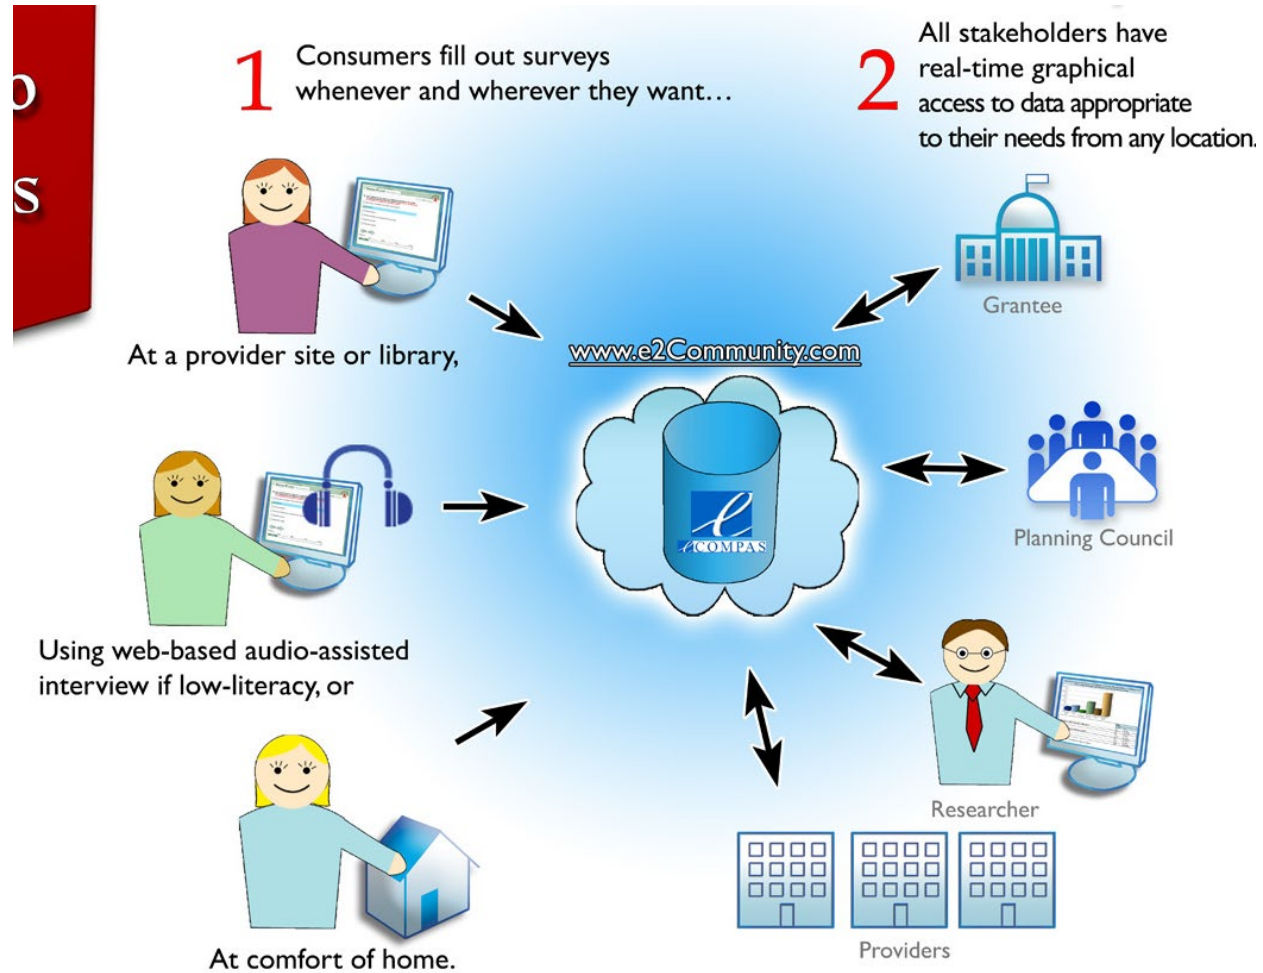 1
Consumers fill out surveys
whenever and wherever they want…
2
All stakeholders have
real-time graphical
access to data appropriate
to their needs from any location.
At a provider site or library,
www.e2Community.com
Grantee
eCOMPAS
Planning Council
Using web-based audio-assisted
interview if low-literacy, or
Researcher
At comfort of home.
Providers